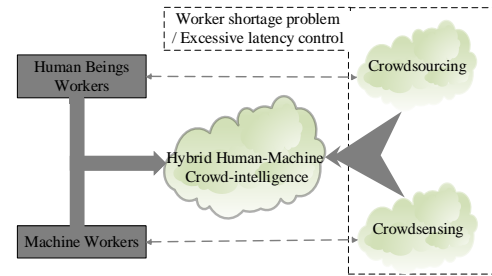 Worker shortage problem
/ Excessive latency control
Human Beings
Workers
Crowdsourcing
Hybrid Human-Machine
Crowd-intelligence
Machine Workers
Crowdsensing